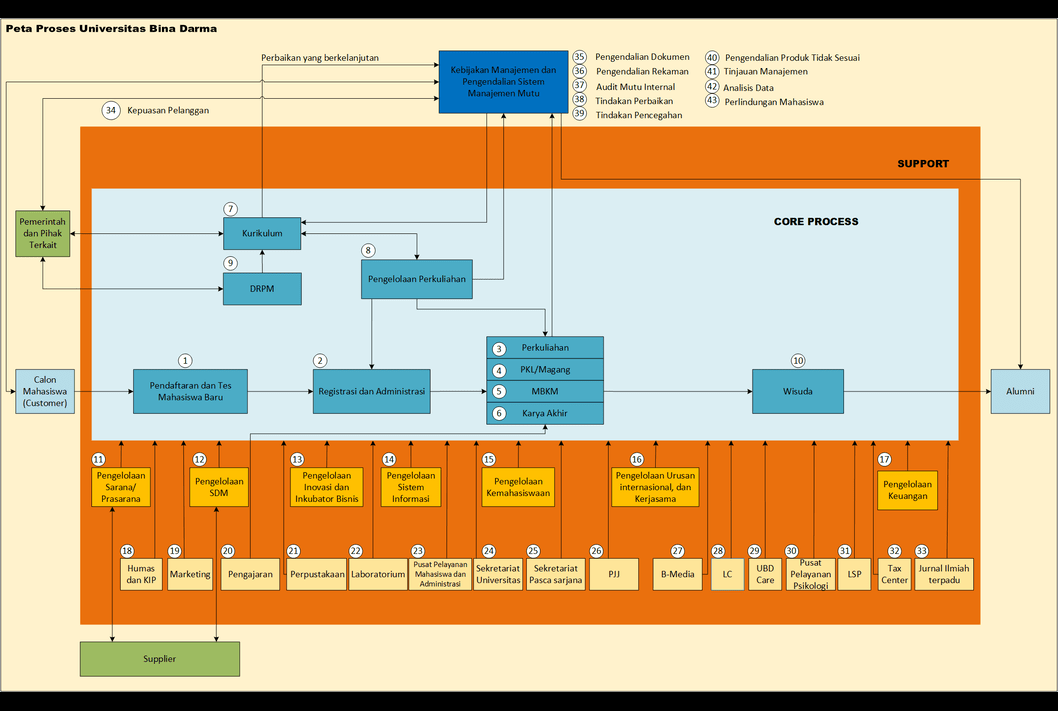 Peta Proses Universitas Bina Darma
Perbaikan yang berkelanjutan
34 Kepuasan Pelanggan
Kebijakan Manajemen dan
Pengendalian Sistem
Manajemen Mutu
35 Pengendalian Dokumen
36 Pengendalian Rekaman
37 Audit Mutu Internal
38 Tindakan Perbaikan
39 Tindakan Pencegahan
40 Pengendalian Produk Tidak Sesuai
41 Tinjauan Manajemen
42 Analisis Data
43 Perlindungan Mahasiswa
SUPPORT
CORE PROCESS
Pemerintah
dan Pihak
Terkait
7
Kurikulum
8
Pengelolaan Perkuliahan
9
DRPM
Calon
Mahasiswa
(Customer)
1
Pendaftaran dan Tes
Mahasiswa Baru
2
Registrasi dan Administrasi
3 Perkuliahan
4 PKL/Magang
5 MBKM
6 Karya Akhir
10
Wisuda
Alumni
11
Pengelolaan
Sarana/
Prasarana
12
Pengelolaan
SDM
13
Pengelolaan
Inovasi dan
Inkubator Bisnis
14
Pengelolaan
Sistem
Informasi
15
Pengelolaan
Kemahasiswaan
16
Pengelolaan Urusan
internasional, dan
Kerjasama
17
Pengelolaan
Keuangan
18
Humas
dan KIP
19
Marketing
20
Pengajaran
21
Perpustakaan
22
Laboratorium
23
Pusat Pelayanan
Mahasiswa dan
Administrasi
24
Sekretariat
Universitas
25
Sekretariat
Pasca sarjana
26
PJJ
27
B-Media
28
LC
29
UBD
Care
30
Pusat
Pelayanan
Psikologi
31
LSP
32
Tax
Center
33
Jurnal Ilmiah
terpadu
Supplier